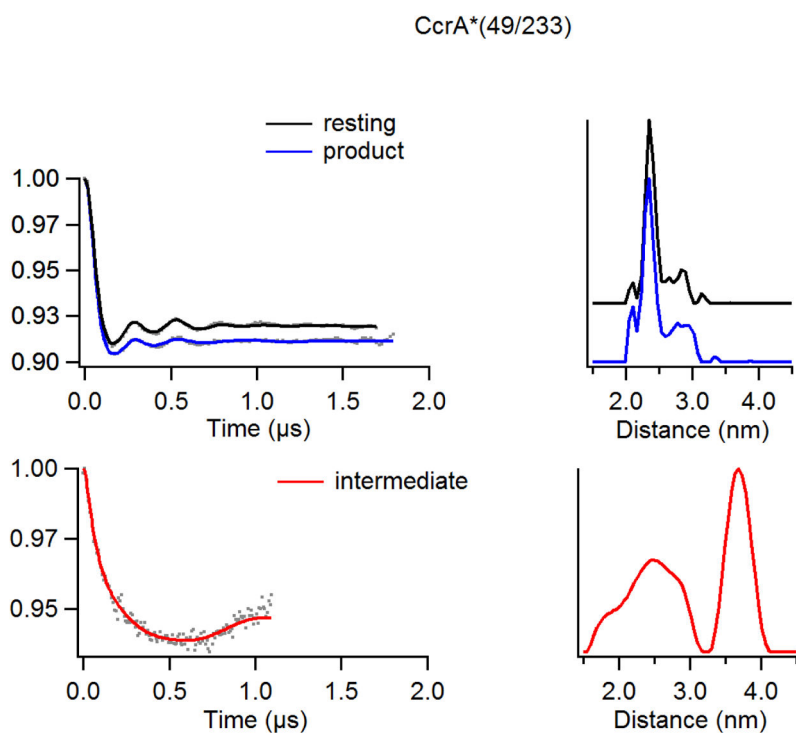 CcrA*(49/233)
resting
product
1.00
0.97
0.95
0.93
0.90
0.0 0.5 1.0 1.5 2.0
Time (µs)
2.0 3.0 4.0
Distance (nm)
intermediate
1.00
0.97
0.95
0.0 0.5 1.0 1.5 2.0
Time (µs)
2.0 3.0 4.0
Distance (nm)